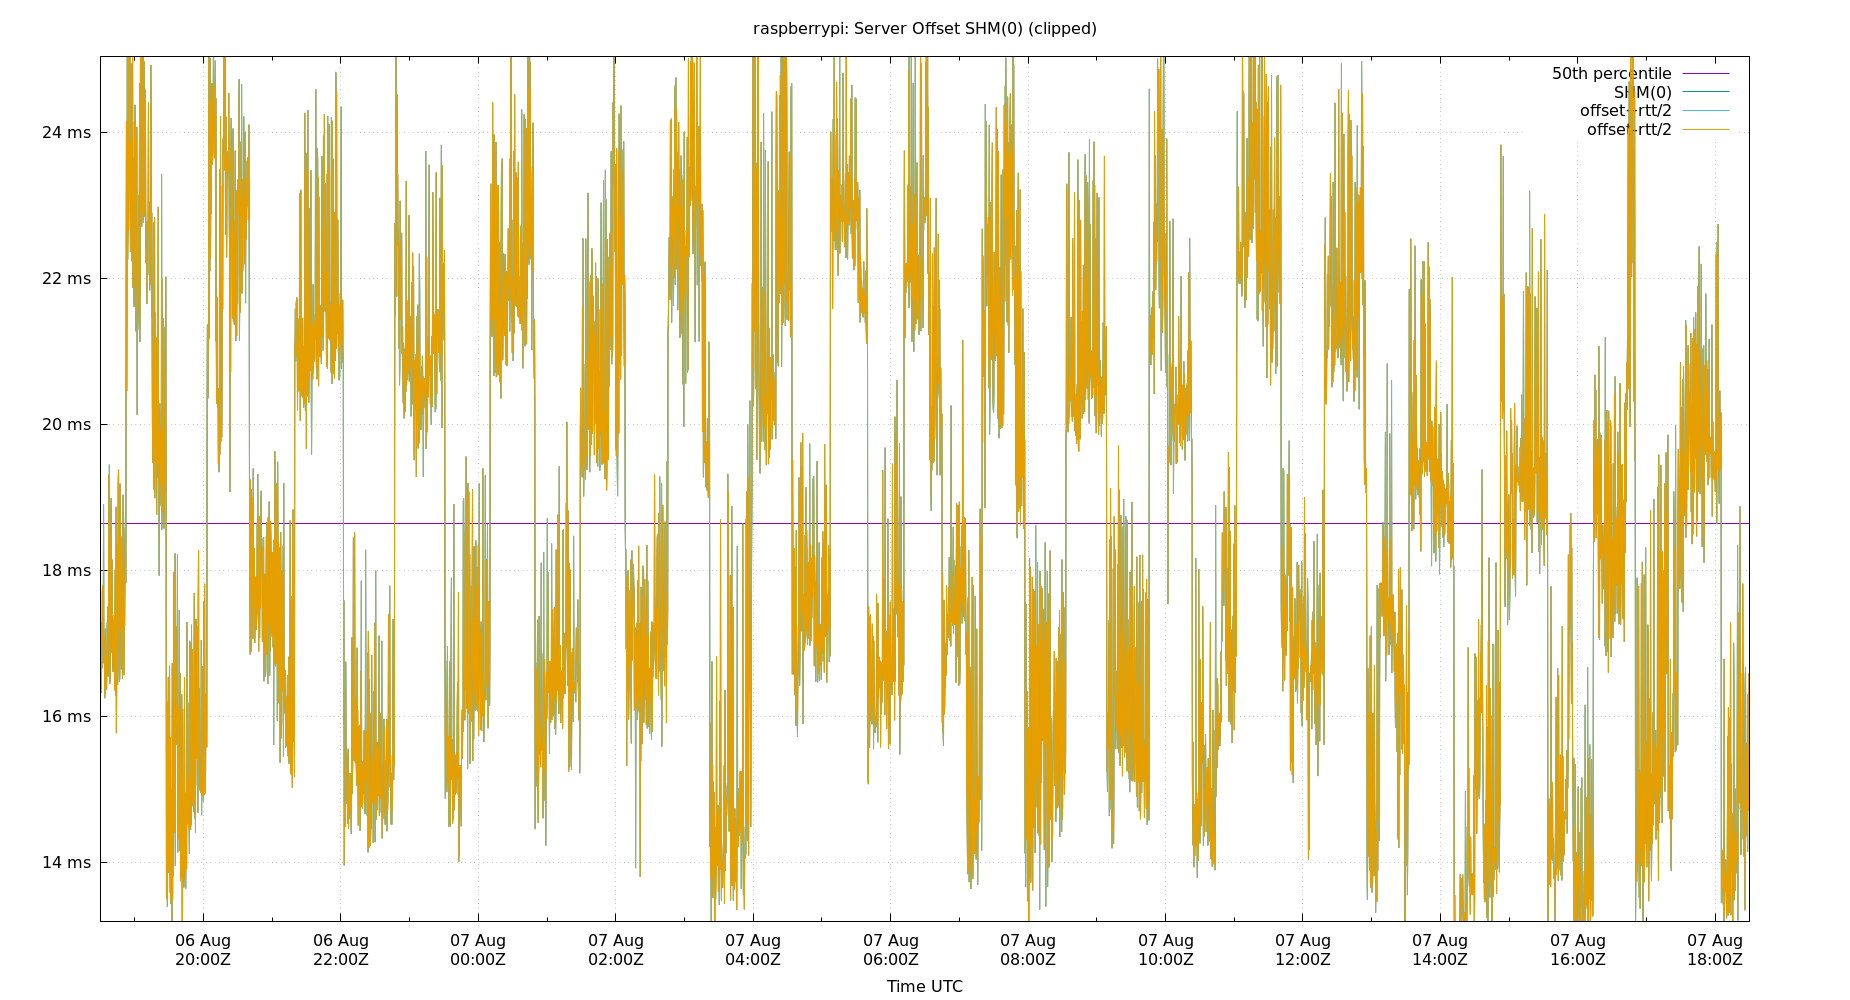 raspberrypi: Server Offset SHM(0) (clipped)
50th percentile
SHM(0)
offset-rtt/2
offset+rtt/2
24 ms
22 ms
20 ms
18 ms
16 ms
14 ms
06 Aug 06 Aug 07 Aug 07 Aug 07 Aug 07 Aug 07 Aug 07 Aug 07 Aug 07 Aug 07 Aug 07 Aug
20:00Z 22:00Z 00:00Z 02:00Z 04:00Z 06:00Z 08:00Z 10:00Z 12:00Z 14:00Z 16:00Z 18:00Z
Time UTC